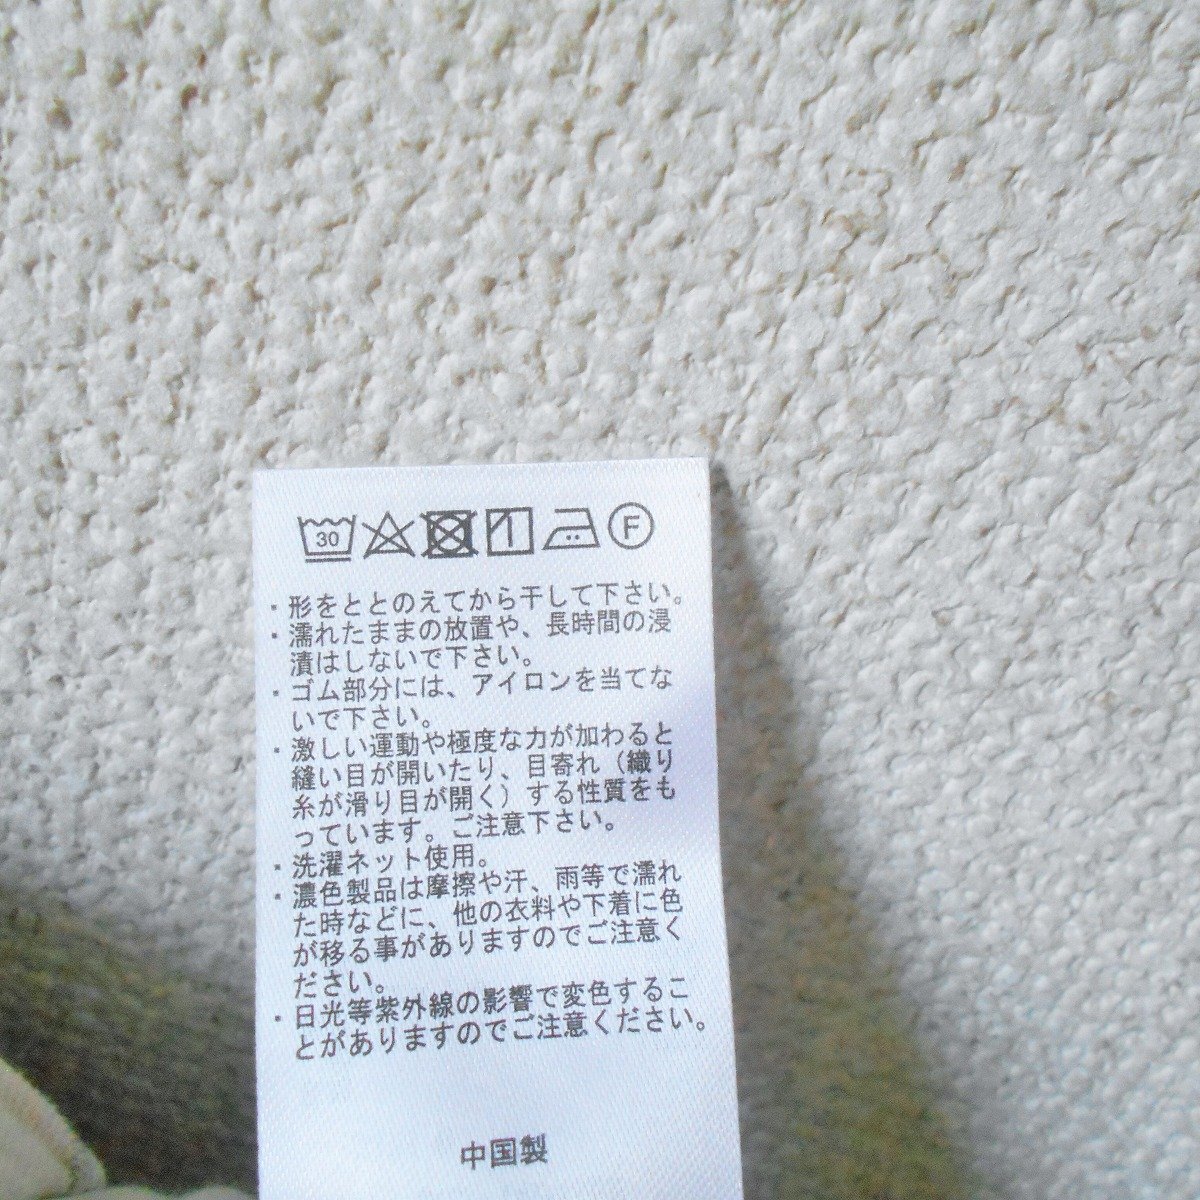 30 F
・形をととのえてから干して下さい。
・濡れたままの放置や、長時間の浸
漬はしないで下さい。
・ゴム部分には、アイロンを当てな
いで下さい。
・激しい運動や極度な力が加わると
縫い目が開いたり、目寄れ（織り
糸が滑り目が開く）する性質をも
っています。ご注意下さい。
・洗濯ネット使用。
・濃色製品は摩擦や汗、雨等で濡れ
た時などに、他の衣料や下着に色
が移る事がありますのでご注意く
ださい。
・日光等紫外線の影響で変色するこ
とがありますのでご注意ください。
中国製